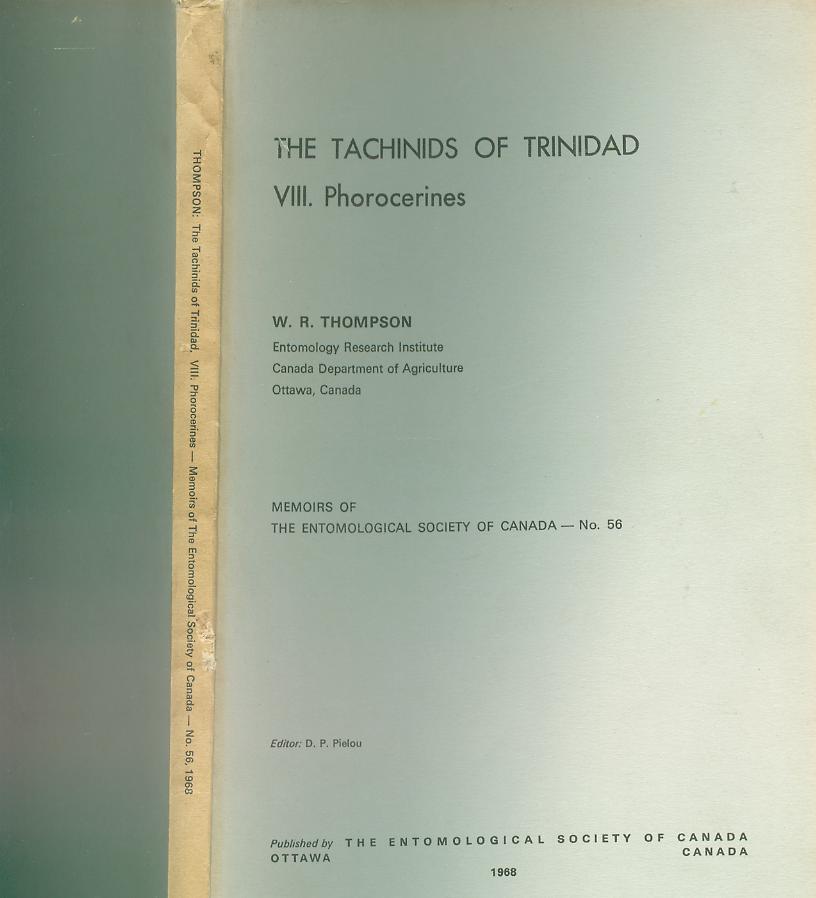 THOMPSON: The Tachinids of Trinidad, VIII. Phorocerines — Memoirs of The Entomological Society of Canada — No. 56, 1968
THE TACHINIDS OF TRINIDAD
VIII. Phorocerines
W. R. THOMPSON
Entomology Research Institute
Canada Department of Agriculture
Ottawa, Canada
MEMOIRS OF
THE ENTOMOLOGICAL SOCIETY OF CANADA — No. 56
Editor: D. P. Pielou
Published by THE ENTOMOLOGICAL SOCIETY OF CANADA
OTTAWA CANADA
1968